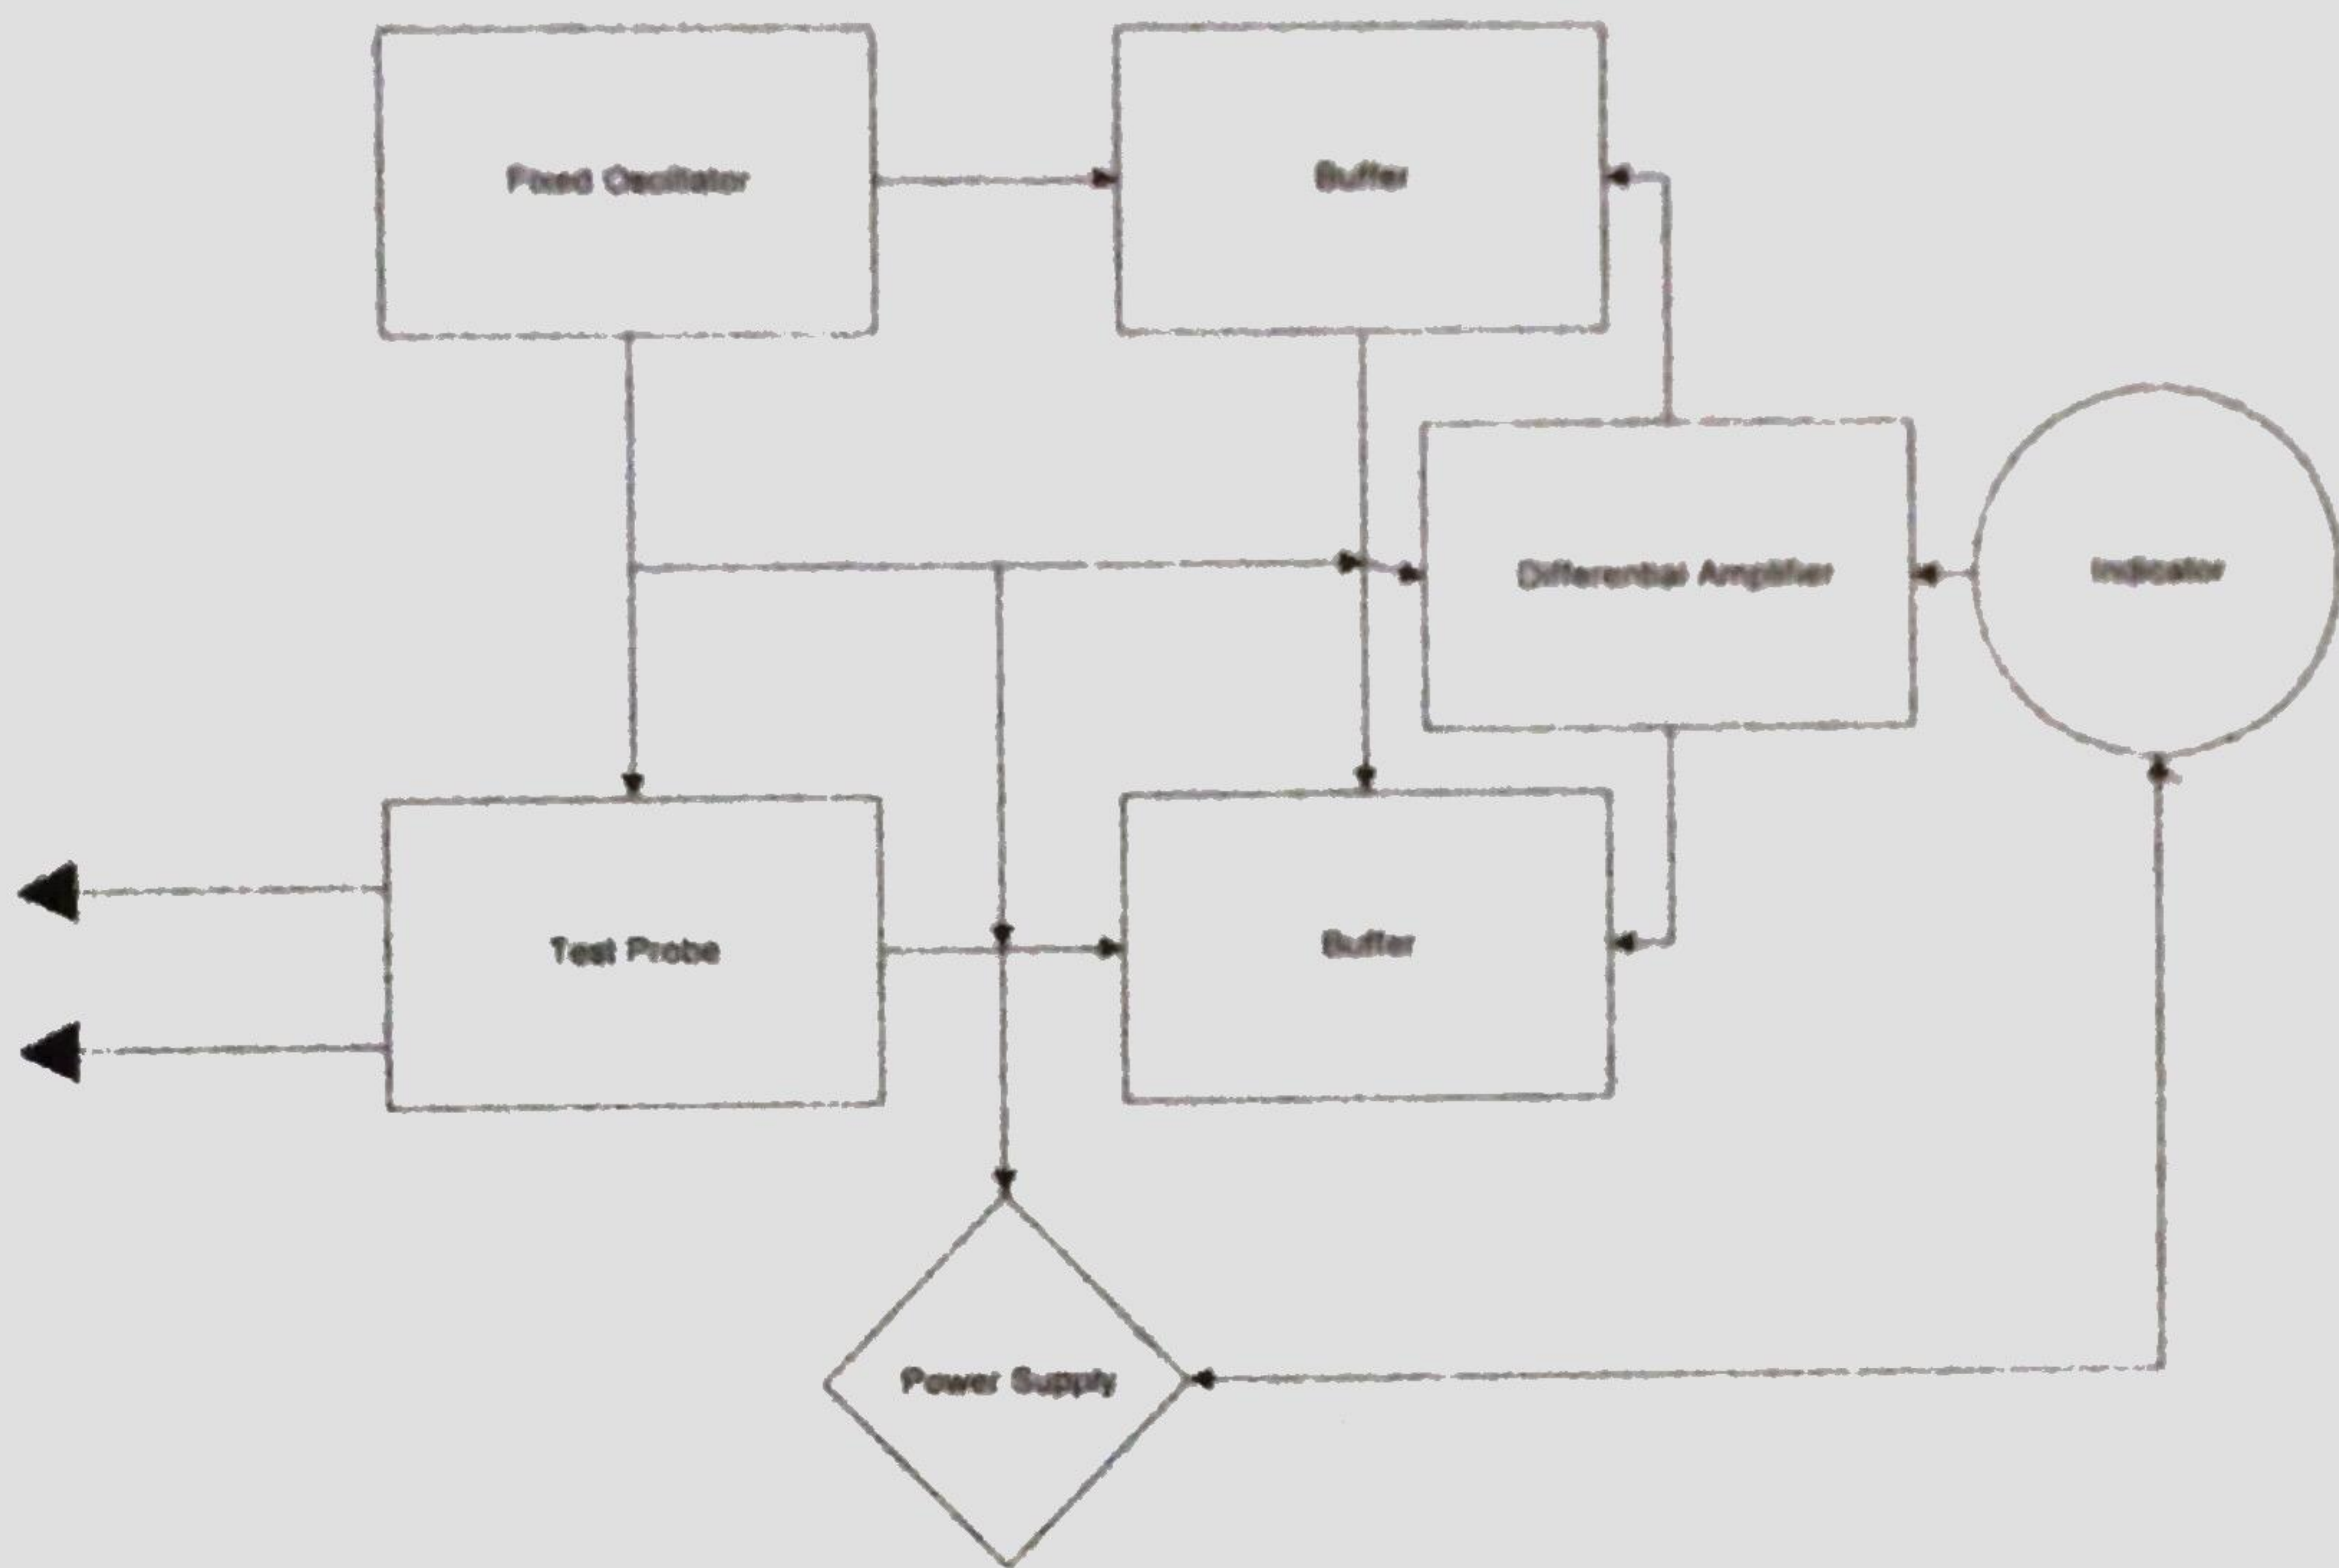 Fixed Oscillator
Buffer
Differential Amplifier
Indicator
Test Probe
Buffer
Power Supply